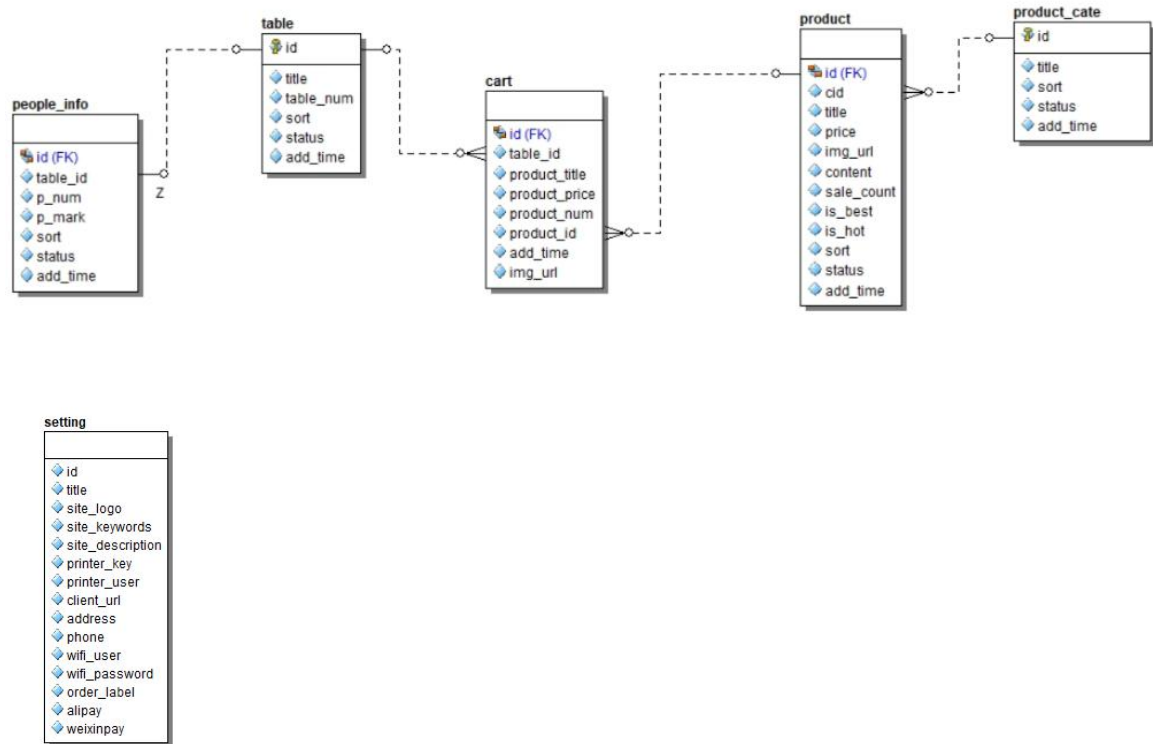 people_info
id (FK)
table_id
p_num
p_mark
sort
status
add_time
Z
table
id
title
table_num
sort
status
add_time
cart
id (FK)
table_id
product_title
product_price
product_num
product_id
add_time
img_url
product
id (FK)
cid
title
price
img_url
content
sale_count
is_best
is_hot
sort
status
add_time
product_cate
id
title
sort
status
add_time
setting
id
title
site_logo
site_keywords
site_description
printer_key
printer_user
client_url
address
phone
wifi_user
wifi_password
order_label
alipay
weixinpay